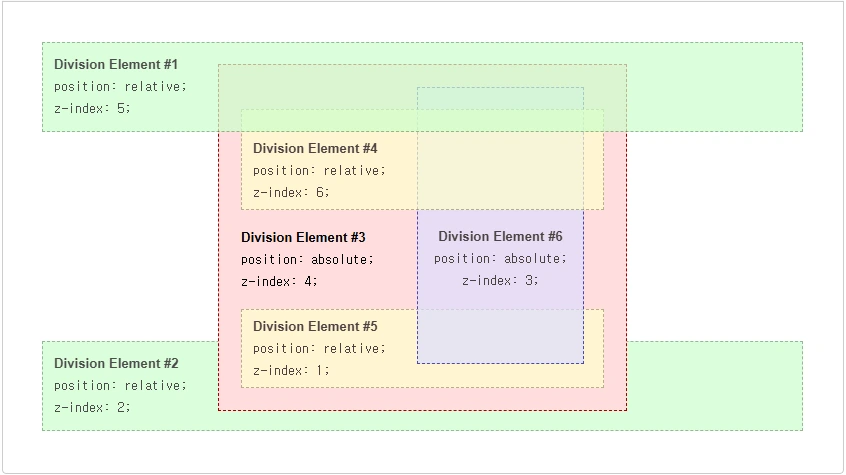 Division Element #1
position: relative;
z-index: 5;
Division Element #4
position: relative;
z-index: 6;
Division Element #3
position: absolute;
z-index: 4;
Division Element #6
position: absolute;
z-index: 3;
Division Element #5
position: relative;
z-index: 1;
Division Element #2
position: relative;
z-index: 2;